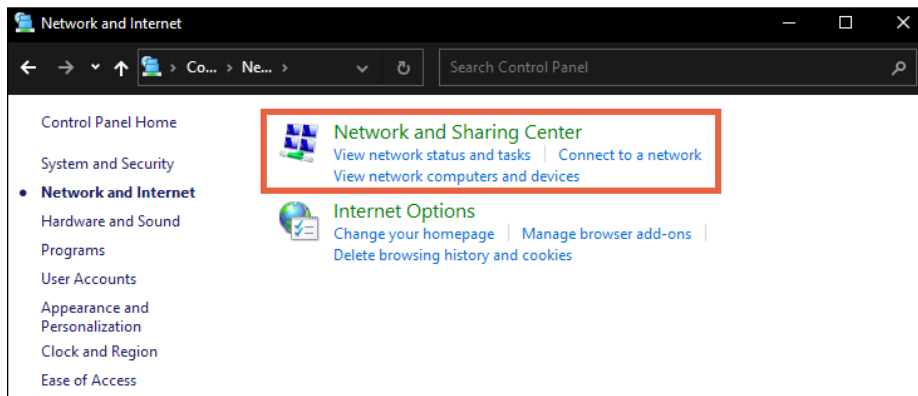 Network and Internet
Co... > Ne... >
Search Control Panel
Control Panel Home
System and Security
Network and Internet
Hardware and Sound
Programs
User Accounts
Appearance and
Personalization
Clock and Region
Ease of Access
Network and Sharing Center
View network status and tasks | Connect to a network
View network computers and devices
Internet Options
Change your homepage | Manage browser add-ons |
Delete browsing history and cookies